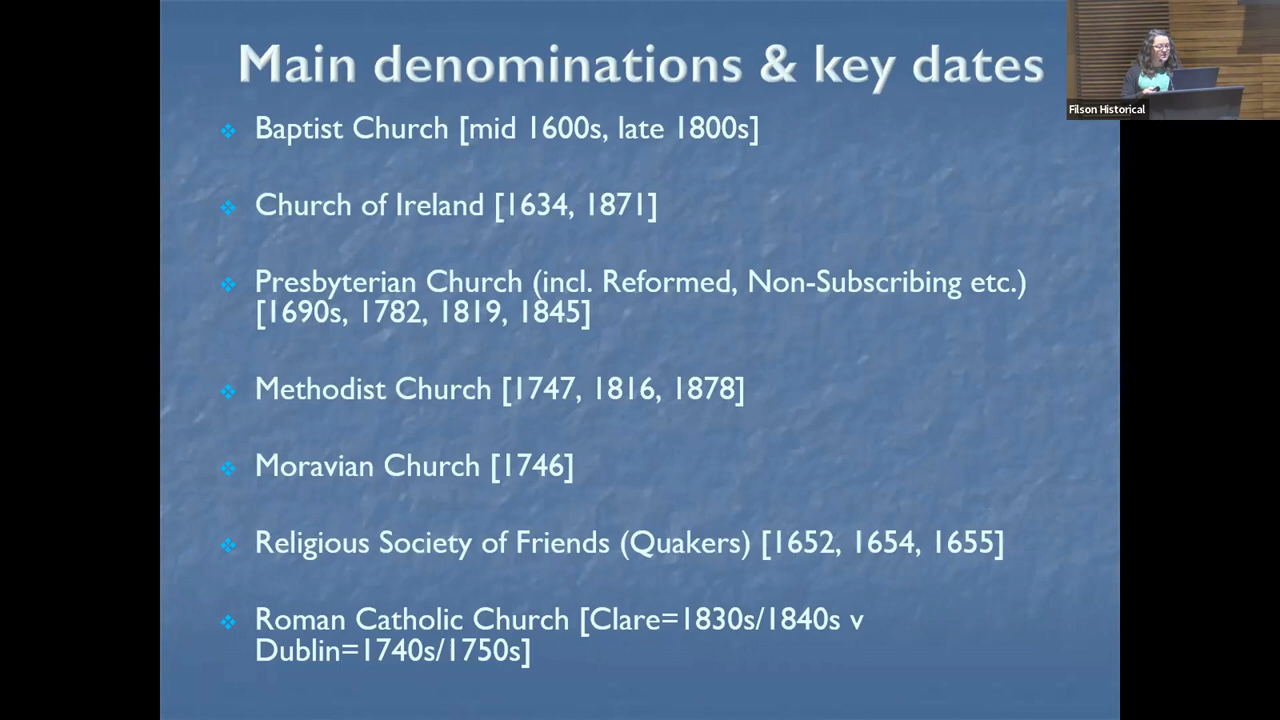 Main denominations & key dates
Baptist Church [mid 1600s, late 1800s]
Church of Ireland [1634, 1871]
Presbyterian Church (incl. Reformed, Non-Subscribing etc.)
[1690s, 1782, 1819, 1845]
Methodist Church [1747, 1816, 1878]
Moravian Church [1746]
Religious Society of Friends (Quakers) [1652, 1654, 1655]
Roman Catholic Church [Clare=1830s/1840s v
Dublin=1740s/1750s]
Filson Historical